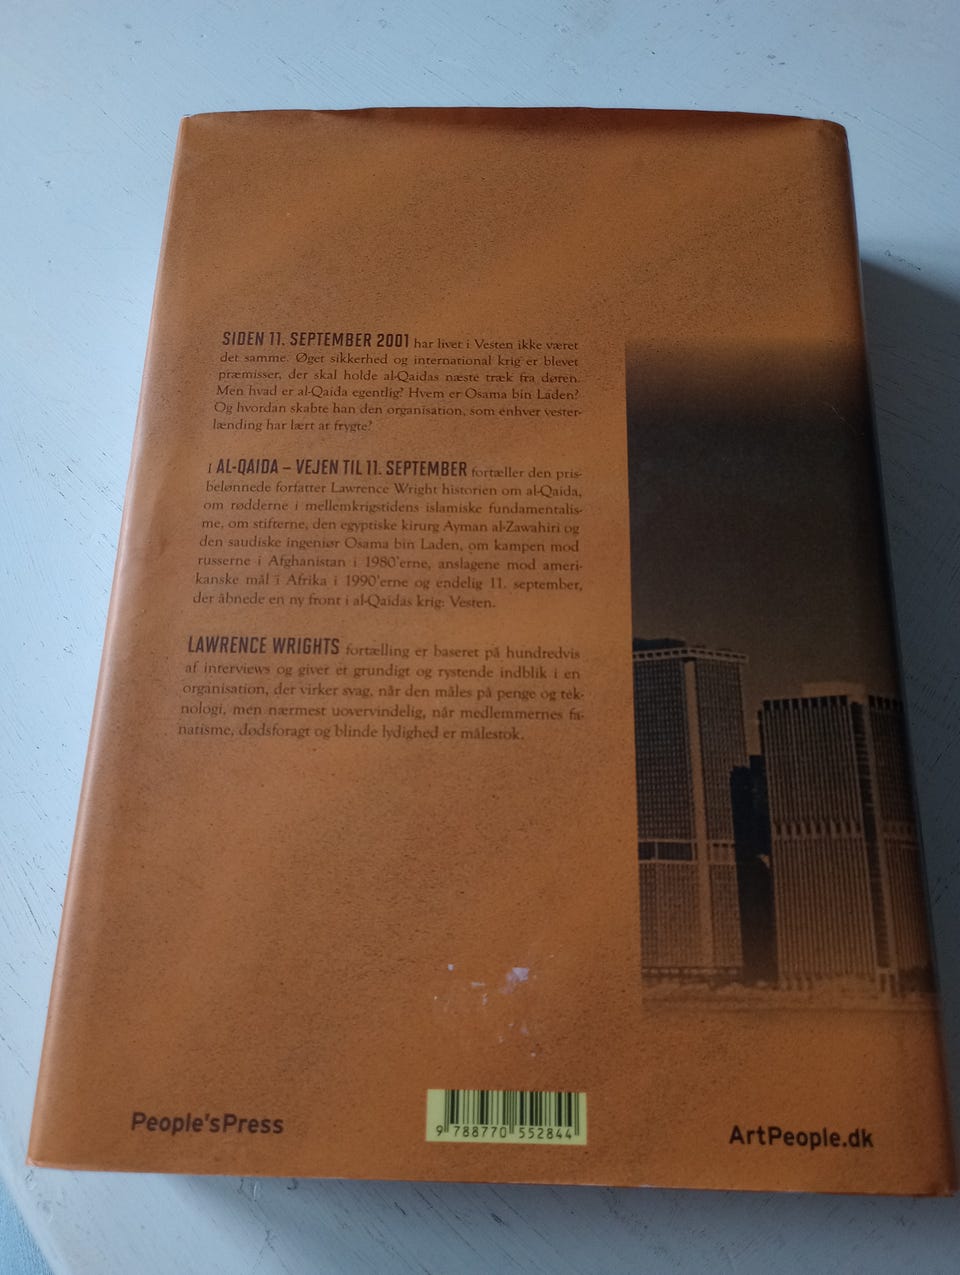 SIDEN 11. SEPTEMBER 2001 har livet i Vesten ikke været
det samme. Øget sikkerhed og international krig er blevet
præmisser, der skal holde al-Qaidas næste træk fra døren.
Men hvad er al-Qaida egentlig? Hvem er Osama bin Laden?
Og hvordan skabte han den organisation, som enhver vester-
lænding har lært at frygte?
I AL-QAIDA – VEJEN TIL 11. SEPTEMBER fortæller den pris-
belønnede forfatter Lawrence Wright historien om al-Qaida,
om rødderne i mellemkrigstidens islamiske fundamentalis-
me, om stifterne, den egyptiske kirurg Ayman al-Zawahiri og
den saudiske ingeniør Osama bin Laden, om kampen mod
russerne i Afghanistan i 1980'erne, anslagene mod ameri-
kanske mål i Afrika i 1990'erne og endelig 11. september,
der åbnede en ny front i al-Qaidas krig: Vesten.
LAWRENCE WRIGHTS fortælling er baseret på hundredvis
af interviews og giver et grundigt og rystende indblik i en
organisation, der virker svag, når den måles på penge og tek-
nologi, men nærmest uovervindelig, når medlemmernes fa-
natisme, dødsforagt og blinde lydighed er målestok.
People'sPress
9 788770 552844
ArtPeople.dk